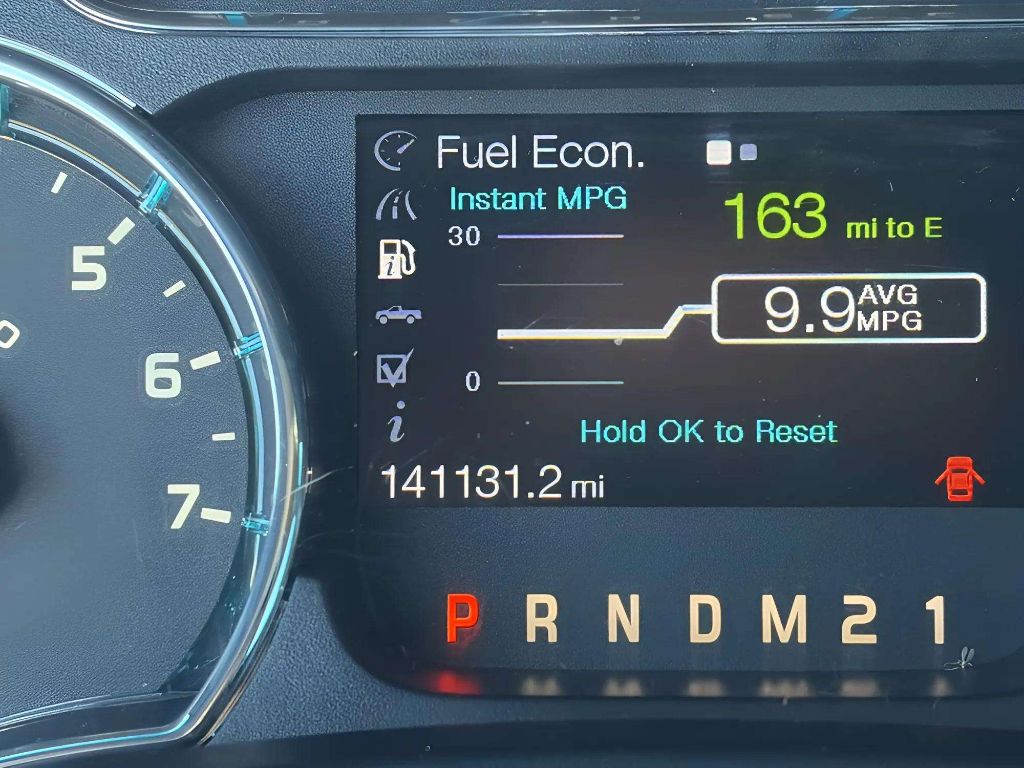 Fuel Econ.
Instant MPG
163 mi to E
30
9.9 AVG MPG
0
Hold OK to Reset
141131.2 mi
5
6
7
P R N D M 2 1